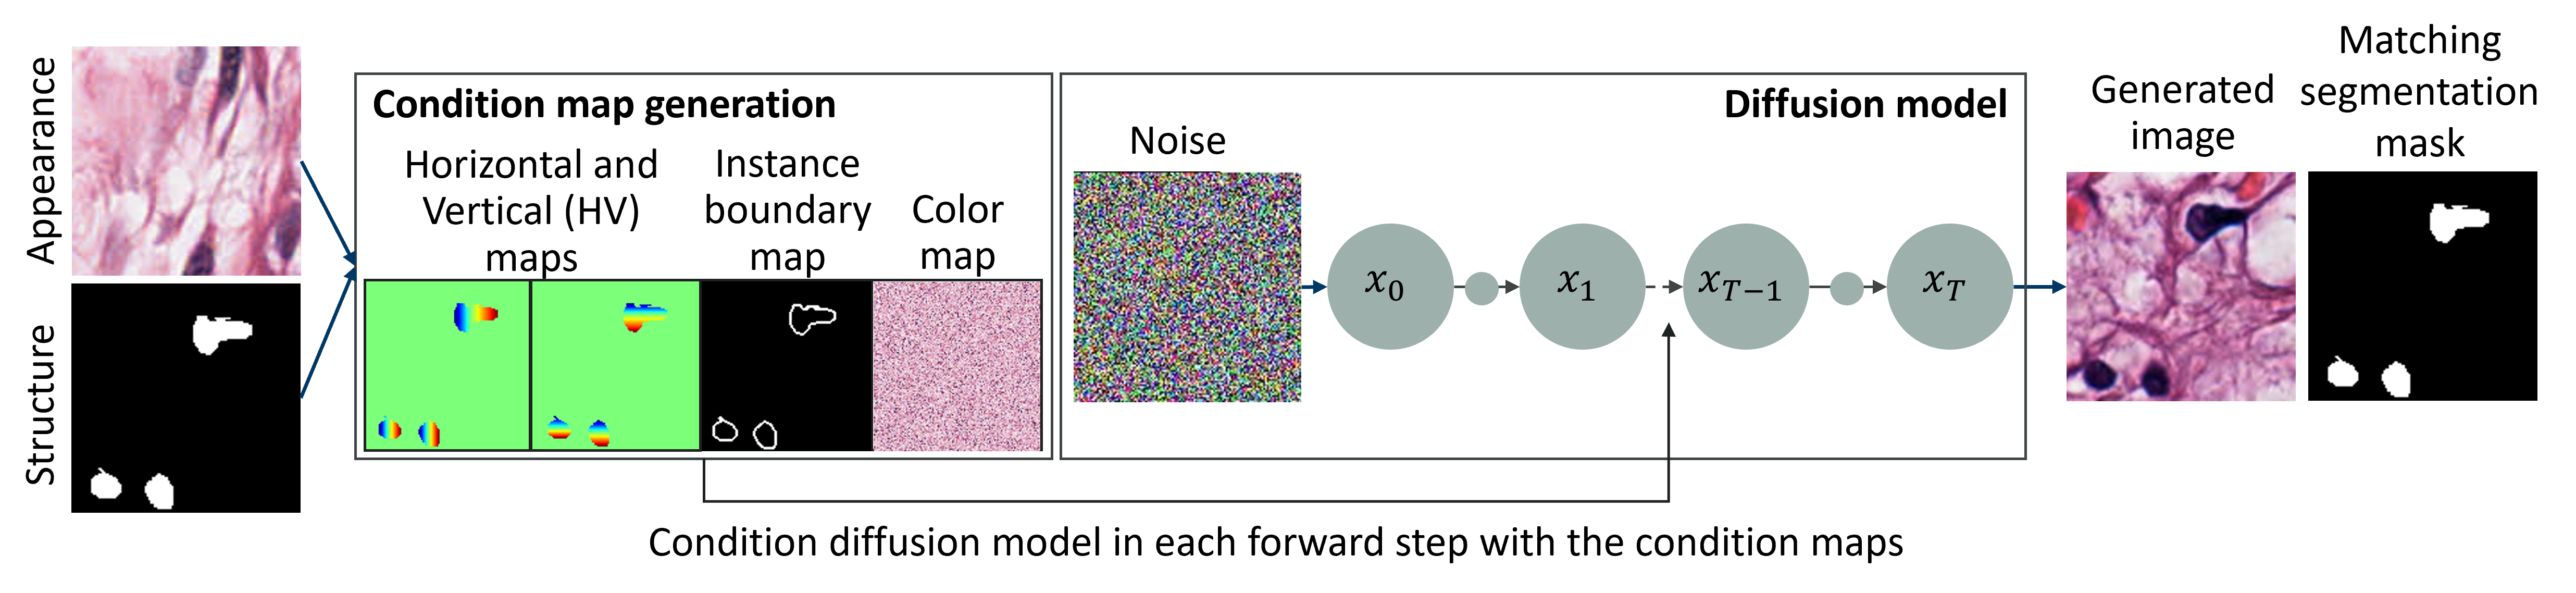 Appearance
Structure
Condition map generation
Horizontal and
Vertical (HV)
maps
Instance
boundary
map
Color
map
Diffusion model
Noise
x_0
x_1
x_{T−1}
x_T
Generated
image
Matching
segmentation
mask
Condition diffusion model in each forward step with the condition maps